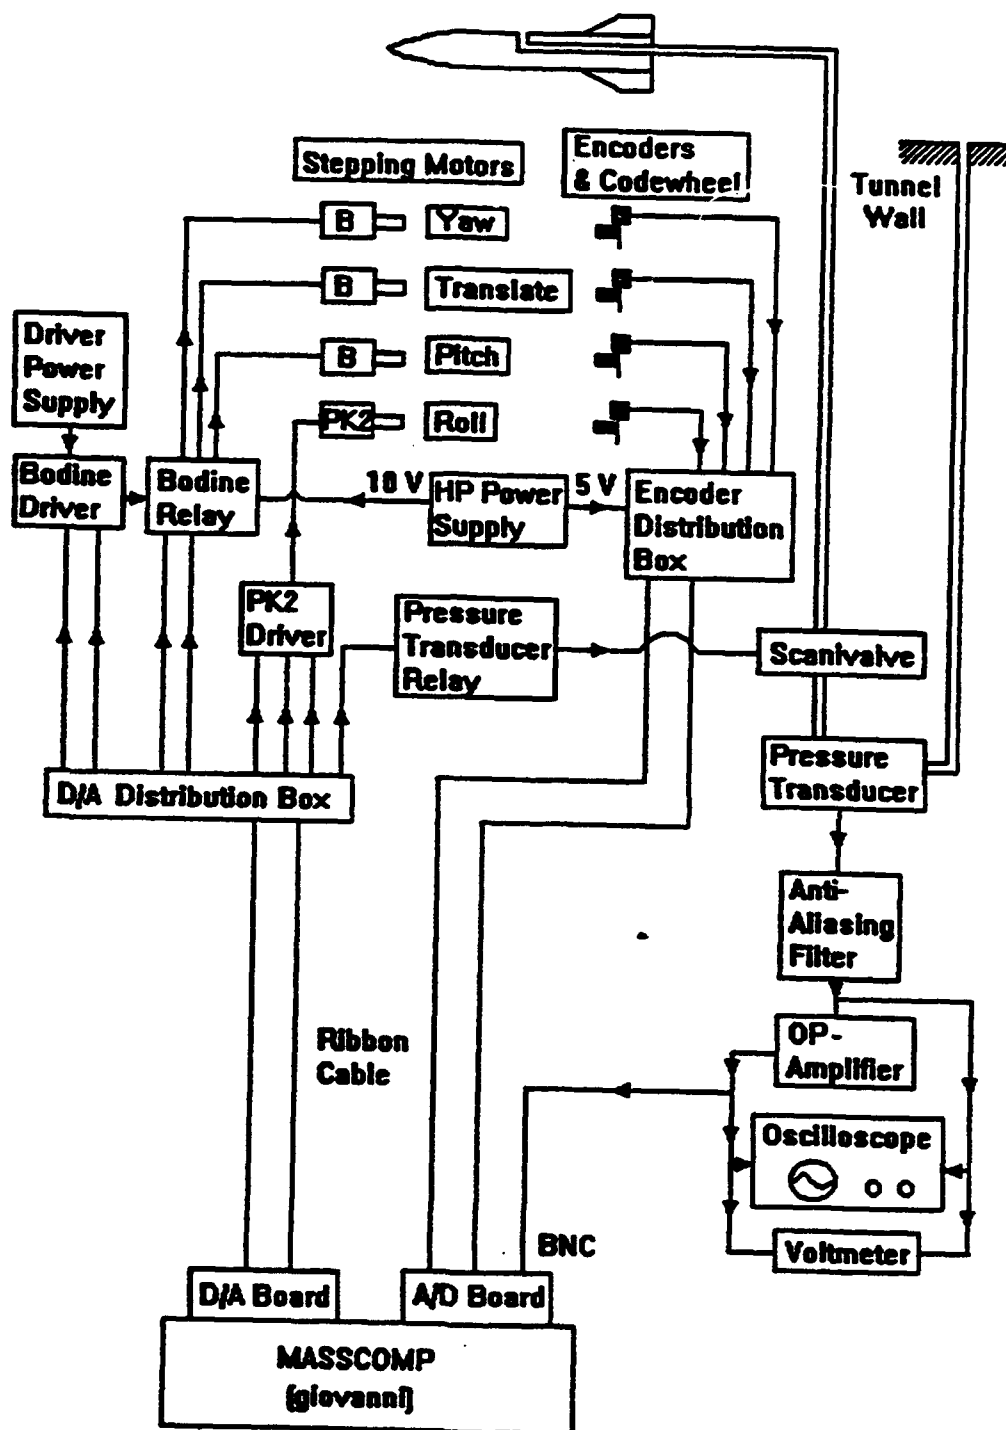 Stepping Motors
Encoders
& Codewheel
Tunnel
Wall
B
Yaw
B
Translate
B
Pitch
PK2
Roll
Driver
Power
Supply
Bodine
Driver
Bodine
Relay
18 V
HP Power
Supply
5 V
Encoder
Distribution
Box
PK2
Driver
Pressure
Transducer
Relay
Scanivalve
D/A Distribution Box
Pressure
Transducer
Anti-
Aliasing
Filter
Ribbon
Cable
OP-
Amplifier
Oscilloscope
Voltmeter
BNC
D/A Board
A/D Board
MASSCOMP
(giovanni)